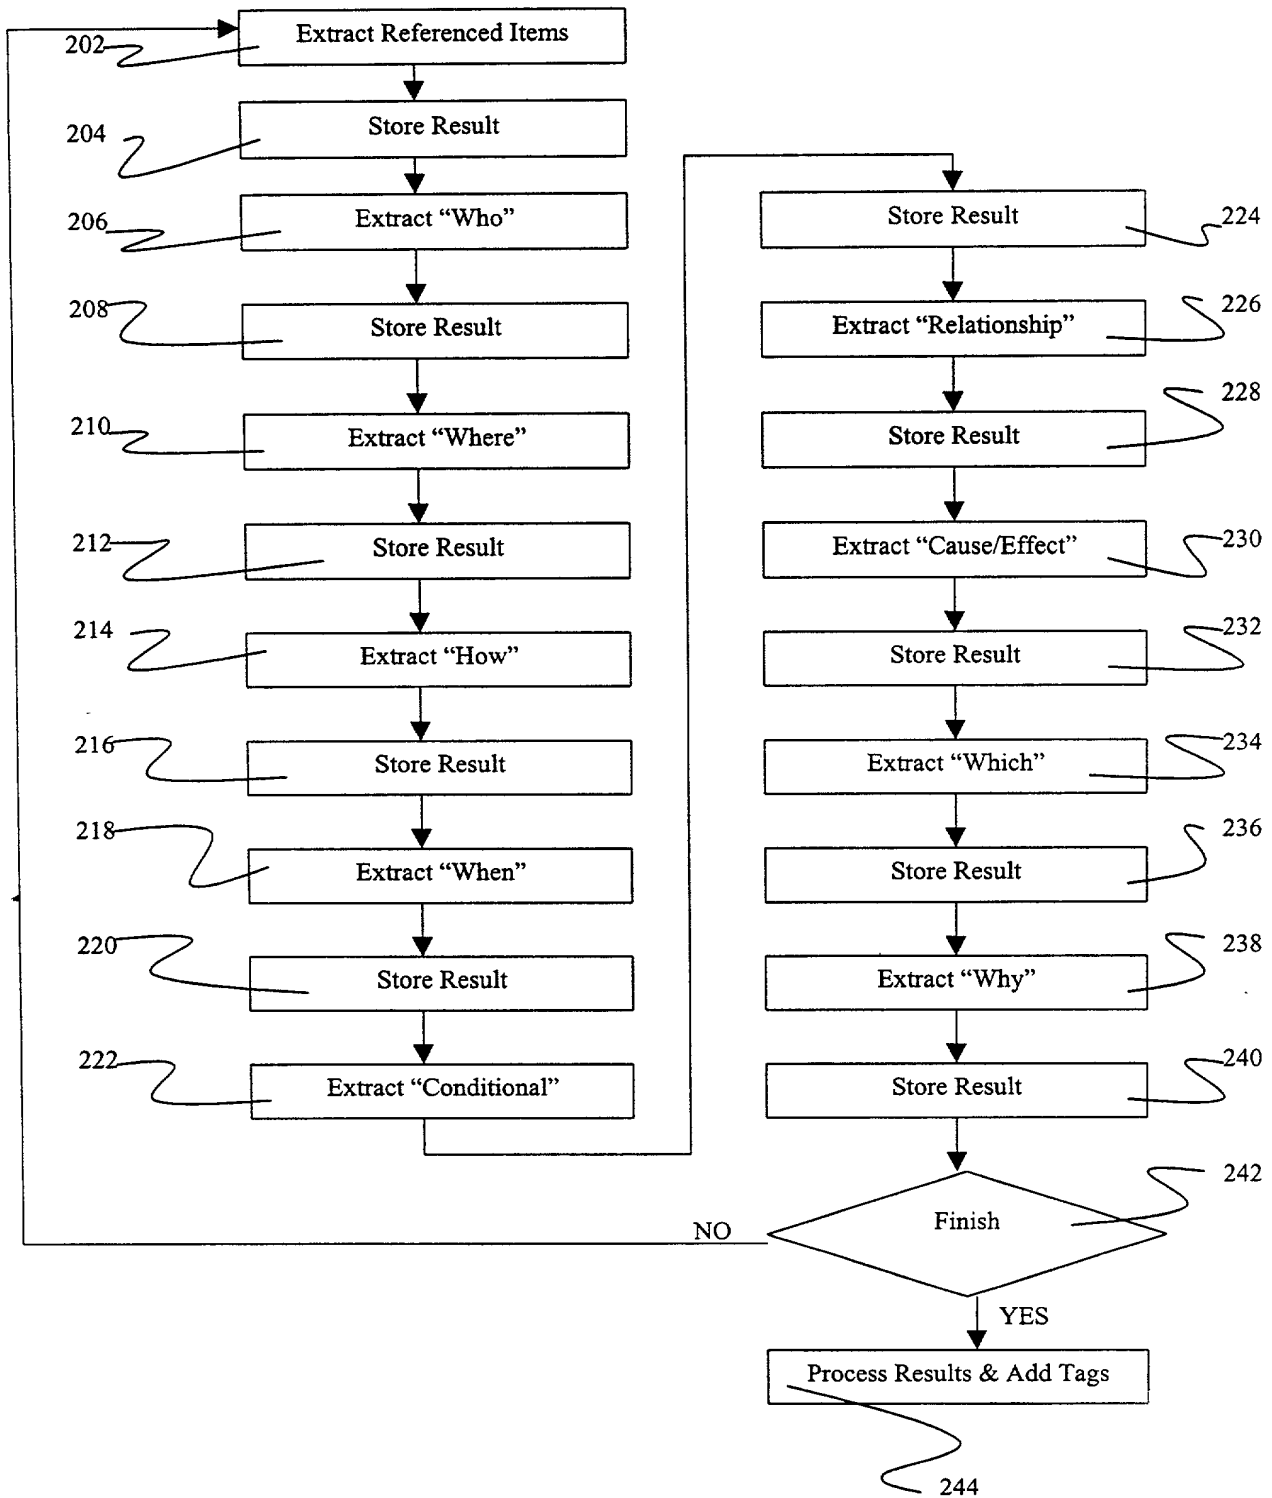 Extract Referenced Items
202
Store Result
204
Extract “Who”
206
Store Result
208
Extract “Where”
210
Store Result
212
Extract “How”
214
Store Result
216
Extract “When”
218
Store Result
220
Extract “Conditional”
222
Store Result
224
Extract “Relationship”
226
Store Result
228
Extract “Cause/Effect”
230
Store Result
232
Extract “Which”
234
Store Result
236
Extract “Why”
238
Store Result
240
Finish
242
NO
YES
Process Results & Add Tags
244